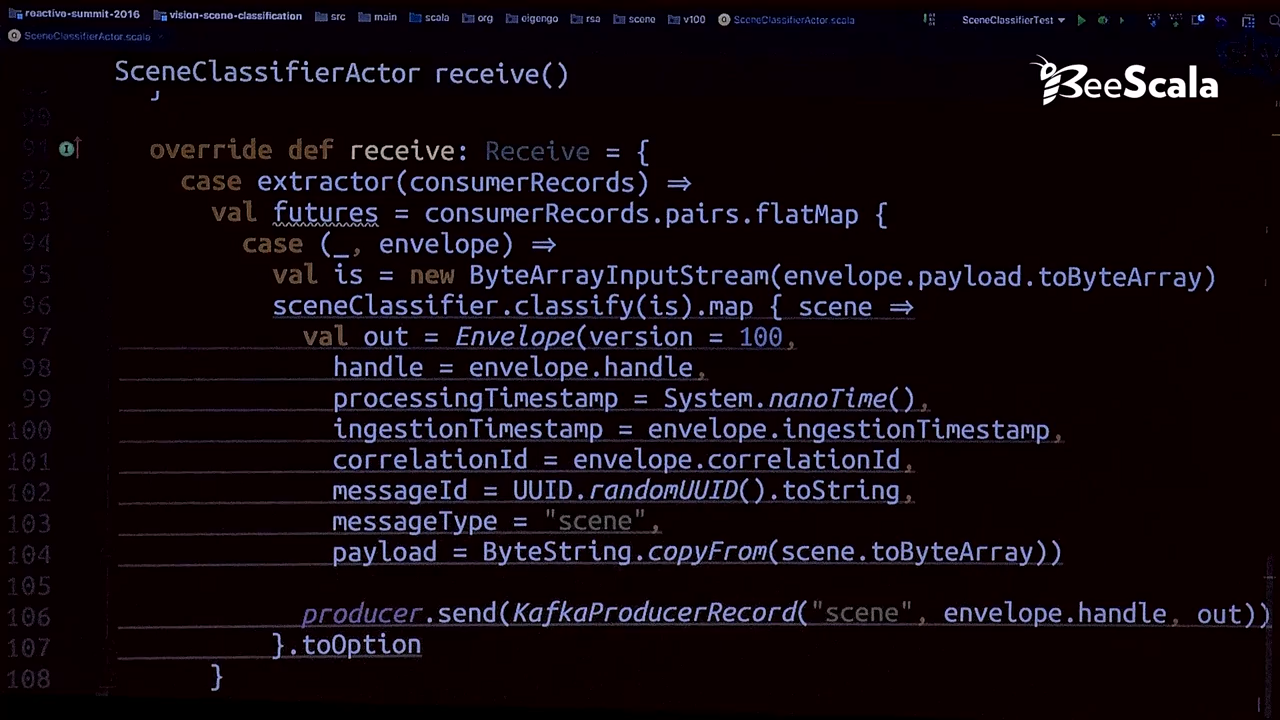 reactive-summit-2016 vision-scene-classification src main scala org eigengo rsa scene v100 SceneClassifierActor.scala SceneClassifierTest
SceneClassifierActor.scala
SceneClassifierActor receive()
BeeScala
90 }
91 override def receive: Receive = {
92 case extractor(consumerRecords) ⇒
93 val futures = consumerRecords.pairs.flatMap {
94 case (_, envelope) ⇒
95 val is = new ByteArrayInputStream(envelope.payload.toByteArray)
96 sceneClassifier.classify(is).map { scene ⇒
97 val out = Envelope(version = 100,
98 handle = envelope.handle,
99 processingTimestamp = System.nanoTime(),
100 ingestionTimestamp = envelope.ingestionTimestamp,
101 correlationId = envelope.correlationId,
102 messageId = UUID.randomUUID().toString,
103 messageType = "scene",
104 payload = ByteString.copyFrom(scene.toByteArray))
105
106 producer.send(KafkaProducerRecord("scene", envelope.handle, out))
107 }.toOption
108 }